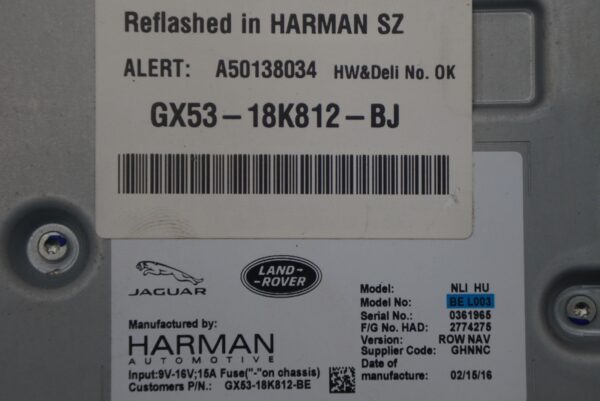 Reflashed in HARMAN SZ
ALERT: A50138034 HW&Deli No. OK
GX53-18K812-BJ
JAGUAR
LAND-
ROVER
Manufactured by:
HARMAN
AUTOMOTIVE
Input:9V-16V;15A Fuse("-"on chassis)
Customers P/N.: GX53-18K812-BE
Model: NLI HU
Model No: BE L003
Serial No.: 0361965
F/G No. HAD: 2774275
Version: ROW NAV
Supplier Code: GHNNC
Date of
manufacture: 02/15/16